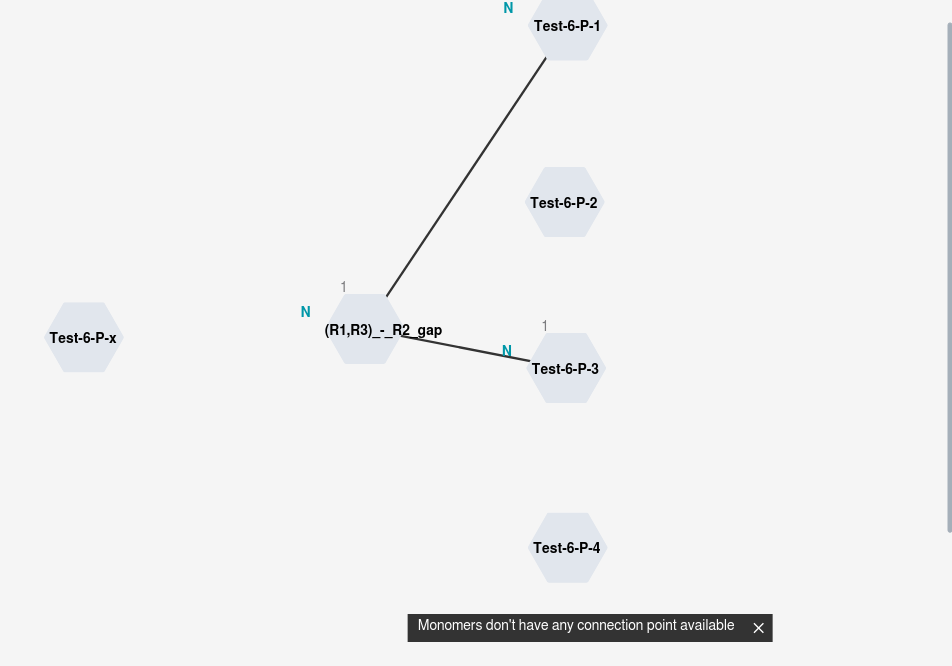 N
Test-6-P-1
Test-6-P-2
1
N
(R1,R3)_-_R2_gap
Test-6-P-x
1
N
Test-6-P-3
Test-6-P-4
Monomers don't have any connection point available